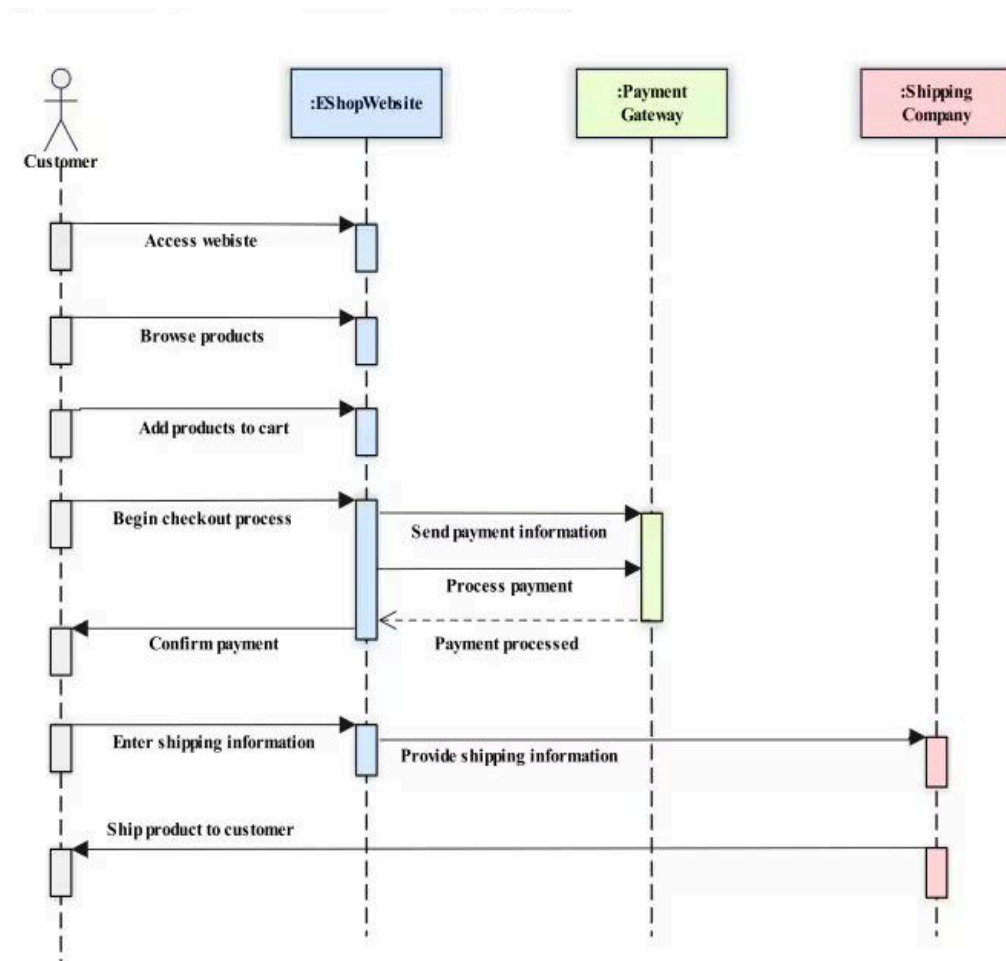 :EShopWebsite
:Payment
Gateway
:Shipping
Company
Customer
Access webiste
Browse products
Add products to cart
Begin checkout process
Send payment information
Process payment
Confirm payment
Payment processed
Enter shipping information
Provide shipping information
Ship product to customer